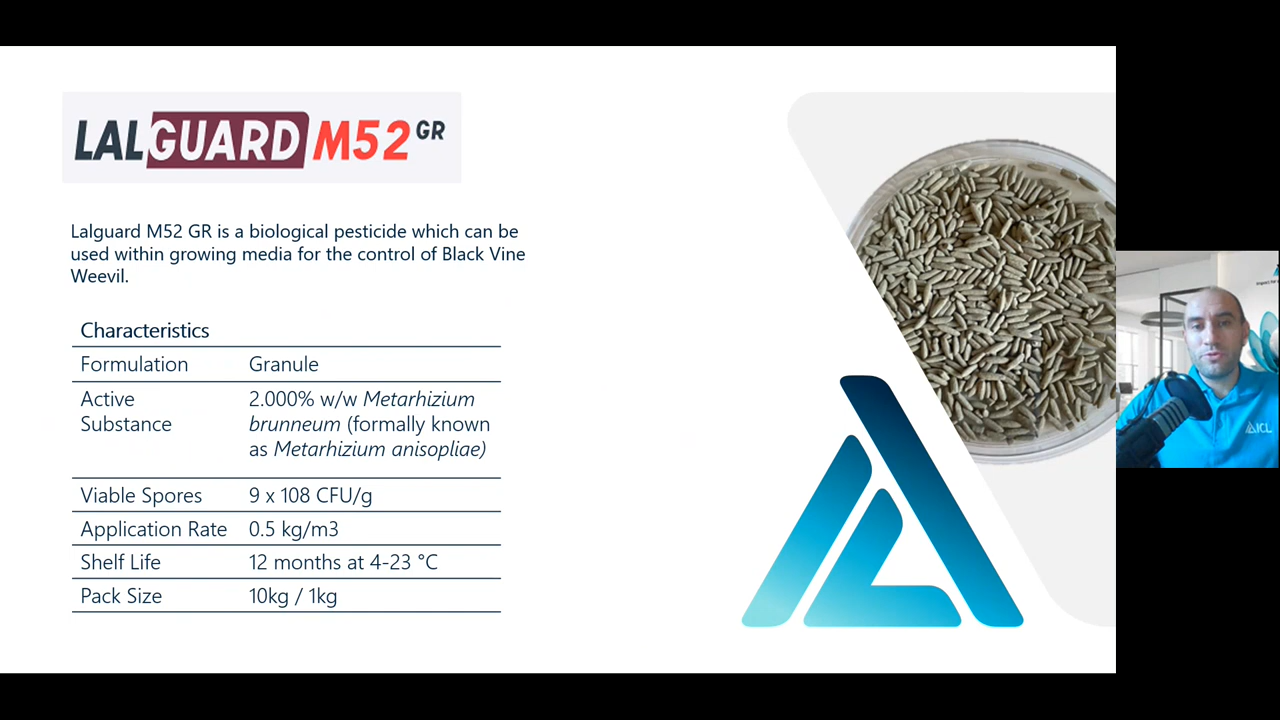 LALGUARD M52 GR
Lalguard M52 GR is a biological pesticide which can be
used within growing media for the control of Black Vine
Weevil.
Characteristics
Formulation Granule
Active 2.000% w/w Metarhizium
Substance brunneum (formally known
as Metarhizium anisopliae)
Viable Spores 9 x 108 CFU/g
Application Rate 0.5 kg/m3
Shelf Life 12 months at 4-23 °C
Pack Size 10kg / 1kg
ICL